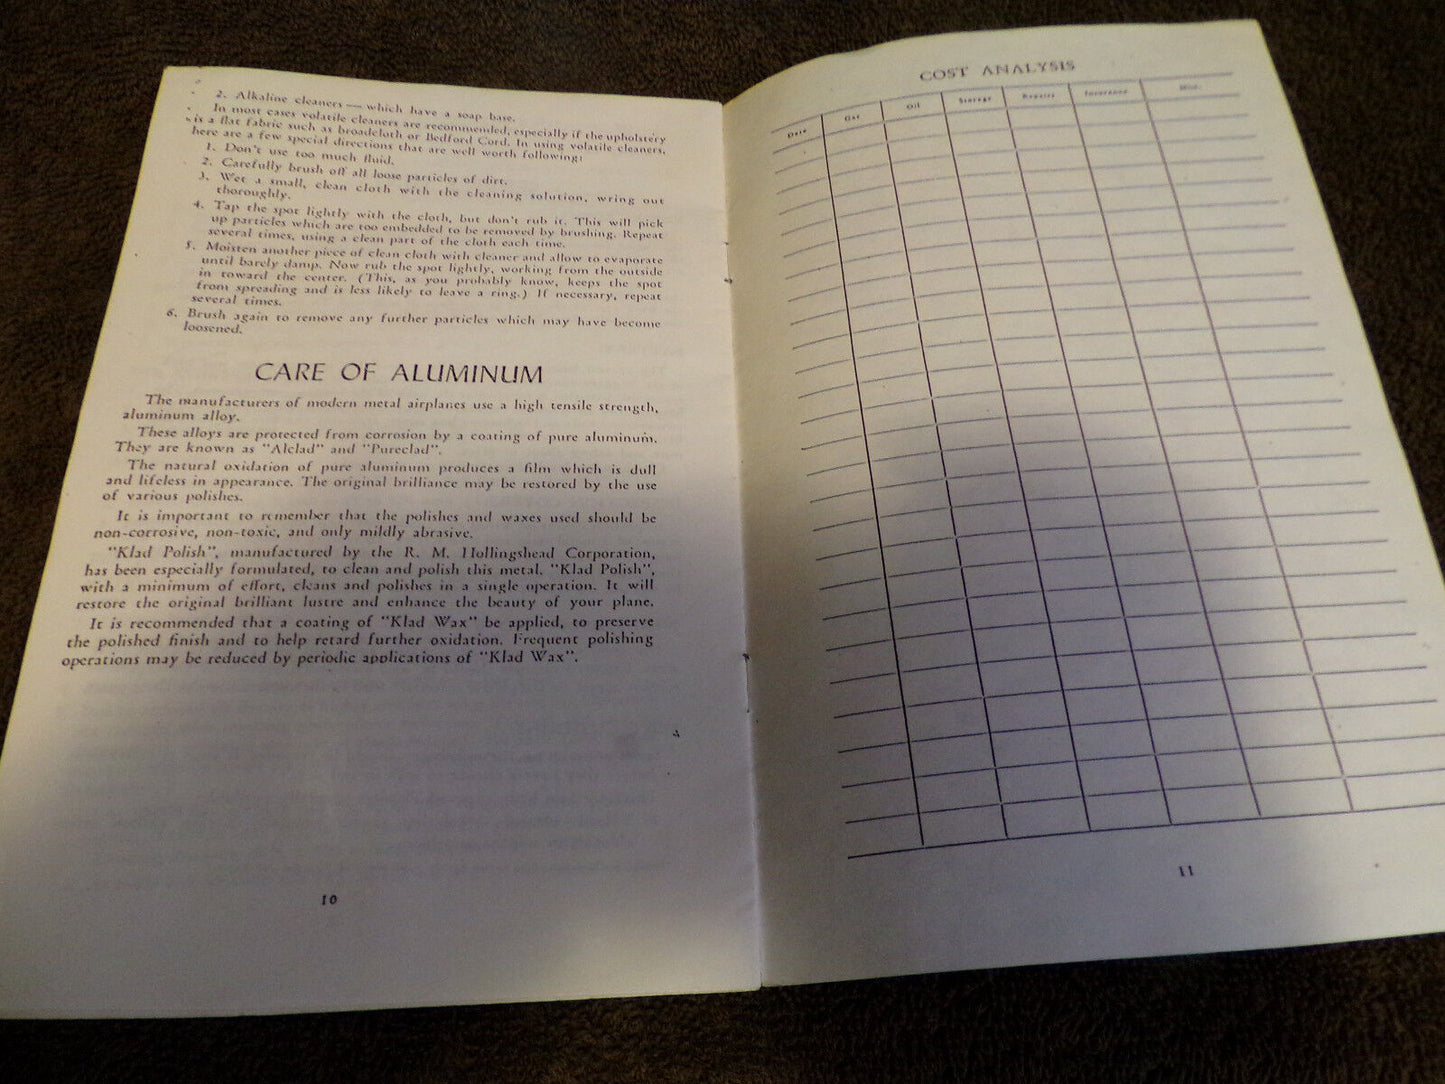 2. Alkaline cleaners — which have a soap base.
In most cases volatile cleaners are recommended, especially if the upholstery
is a flat fabric such as broadcloth or Bedford Cord. In using volatile cleaners,
here are a few special directions that are well worth following:
1. Don't use too much fluid.
2. Carefully brush off all loose particles of dirt.
3. Wet a small, clean cloth with the cleaning solution, wring out
thoroughly.
4. Tap the spot lightly with the cloth, but don't rub it. This will pick
up particles which are too embedded to be removed by brushing. Repeat
several times, using a clean part of the cloth each time.
5. Moisten another piece of clean cloth with cleaner and allow to evaporate
until barely damp. Now rub the spot lightly, working from the outside
in toward the center. (This, as you probably know, keeps the spot
from spreading and is less likely to leave a ring.) If necessary, repeat
several times.
6. Brush again to remove any further particles which may have become
loosened.
CARE OF ALUMINUM
The manufacturers of modern metal airplanes use a high tensile strength,
aluminum alloy.
These alloys are protected from corrosion by a coating of pure aluminum.
They are known as "Alclad" and "Pureclad".
The natural oxidation of pure aluminum produces a film which is dull
and lifeless in appearance. The original brilliance may be restored by the use
of various polishes.
It is important to remember that the polishes and waxes used should be
non-corrosive, non-toxic, and only mildly abrasive.
"Klad Polish", manufactured by the R. M. Hollingshead Corporation,
has been especially formulated, to clean and polish this metal. "Klad Polish",
with a minimum of effort, cleans and polishes in a single operation. It will
restore the original brilliant lustre and enhance the beauty of your plane.
It is recommended that a coating of "Klad Wax" be applied, to preserve
the polished finish and to help retard further oxidation. Frequent polishing
operations may be reduced by periodic applications of "Klad Wax".
10
COST ANALYSIS
Date Gas Oil Storage Repairs Insurance Misc.
11